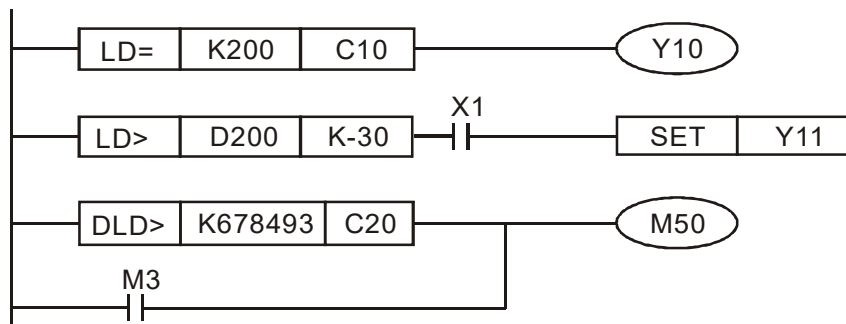 LD= K200 C10 Y10
X1
LD> D200 K-30 SET Y11
DLD> K678493 C20 M50
M3